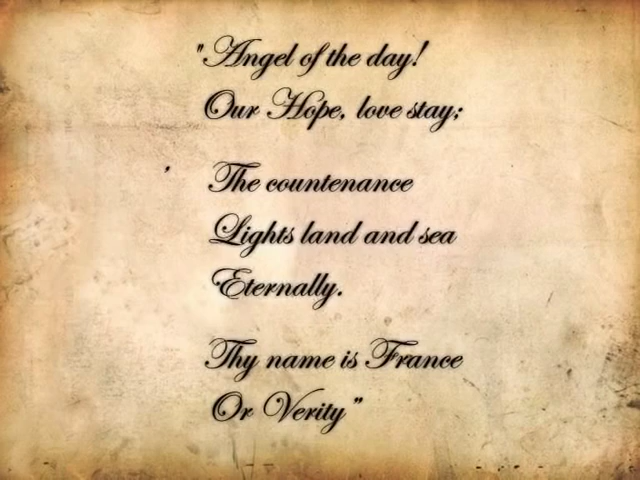 "Angel of the day!
Our Hope, love stay;
The countenance
Lights land and sea
Eternally.
Thy name is France
Or Verity"